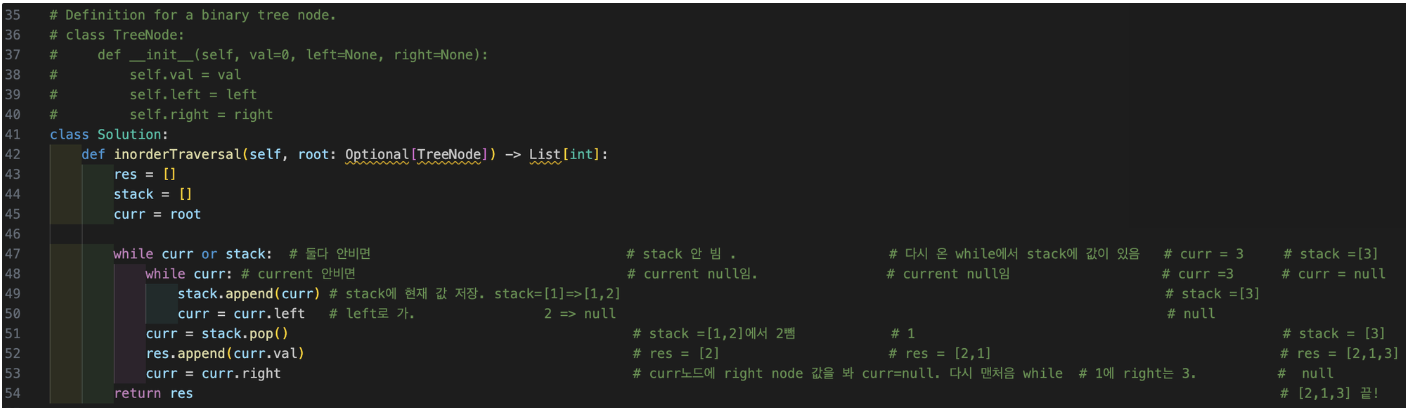 35 # Definition for a binary tree node.
36 # class TreeNode:
37 #     def __init__(self, val=0, left=None, right=None):
38 #         self.val = val
39 #         self.left = left
40 #         self.right = right
41 class Solution:
42     def inorderTraversal(self, root: Optional[TreeNode]) -> List[int]:
43         res = []
44         stack = []
45         curr = root
46
47         while curr or stack:  # 둘다 안비면 # stack 안 빔 . # 다시 온 while에서 stack에 값이 있음 # curr = 3 # stack =[3]
48             while curr: # current 안비면 # current null임. # current null임 # curr =3 # curr = null
49                 stack.append(curr) # stack에 현재 값 저장. stack=[1]=>[1,2] # stack =[3]
50                 curr = curr.left   # left로 가. 2 => null # null
51             curr = stack.pop() # stack =[1,2]에서 2뺌 # 1 # stack = [3]
52             res.append(curr.val) # res = [2] # res = [2,1] # res = [2,1,3]
53             curr = curr.right # curr노드에 right node 값을 봐 curr=null. 다시 맨처음 while # 1에 right는 3. #  null
54         return res # [2,1,3] 끝!